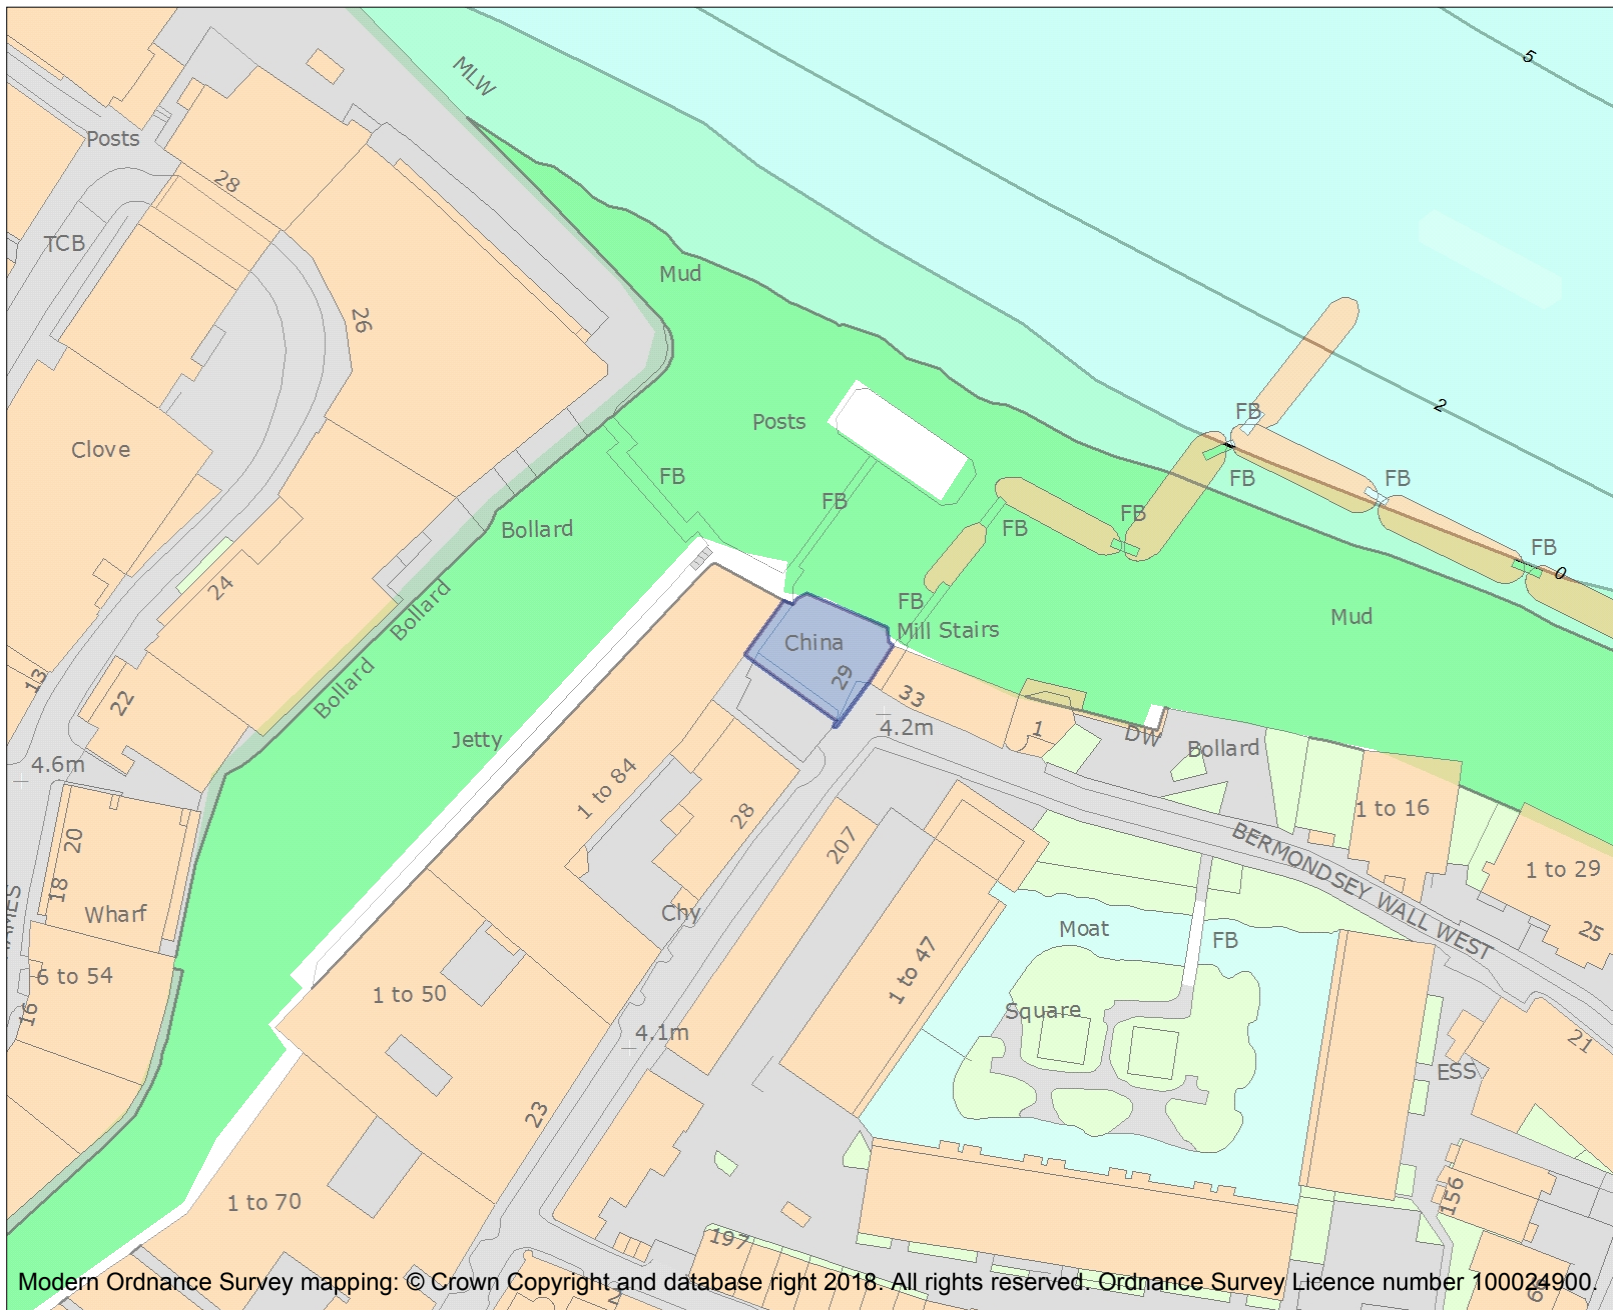 5
MLW
Posts
28
TCB
Mud
26
2
FB
Posts
Clove
FB
FB
FB
FB
FB
FB
Bollard
FB
0
24
Bollard
FB
Mill Stairs
Mud
China
29
13
Bollard
22
33
4.2m
1
DW
Bollard
Jetty
4.6m
1 to 84
28
207
1 to 16
BERMONDSEY WALL WEST
20
18
1 to 29
Wharf
Chy
Moat
FB
25
1 to 47
6 to 54
16
1 to 50
Square
4.1m
21
ESS
23
1 to 70
156
197
Modern Ordnance Survey mapping: © Crown Copyright and database right 2018. All rights reserved. Ordnance Survey Licence number 100024900.